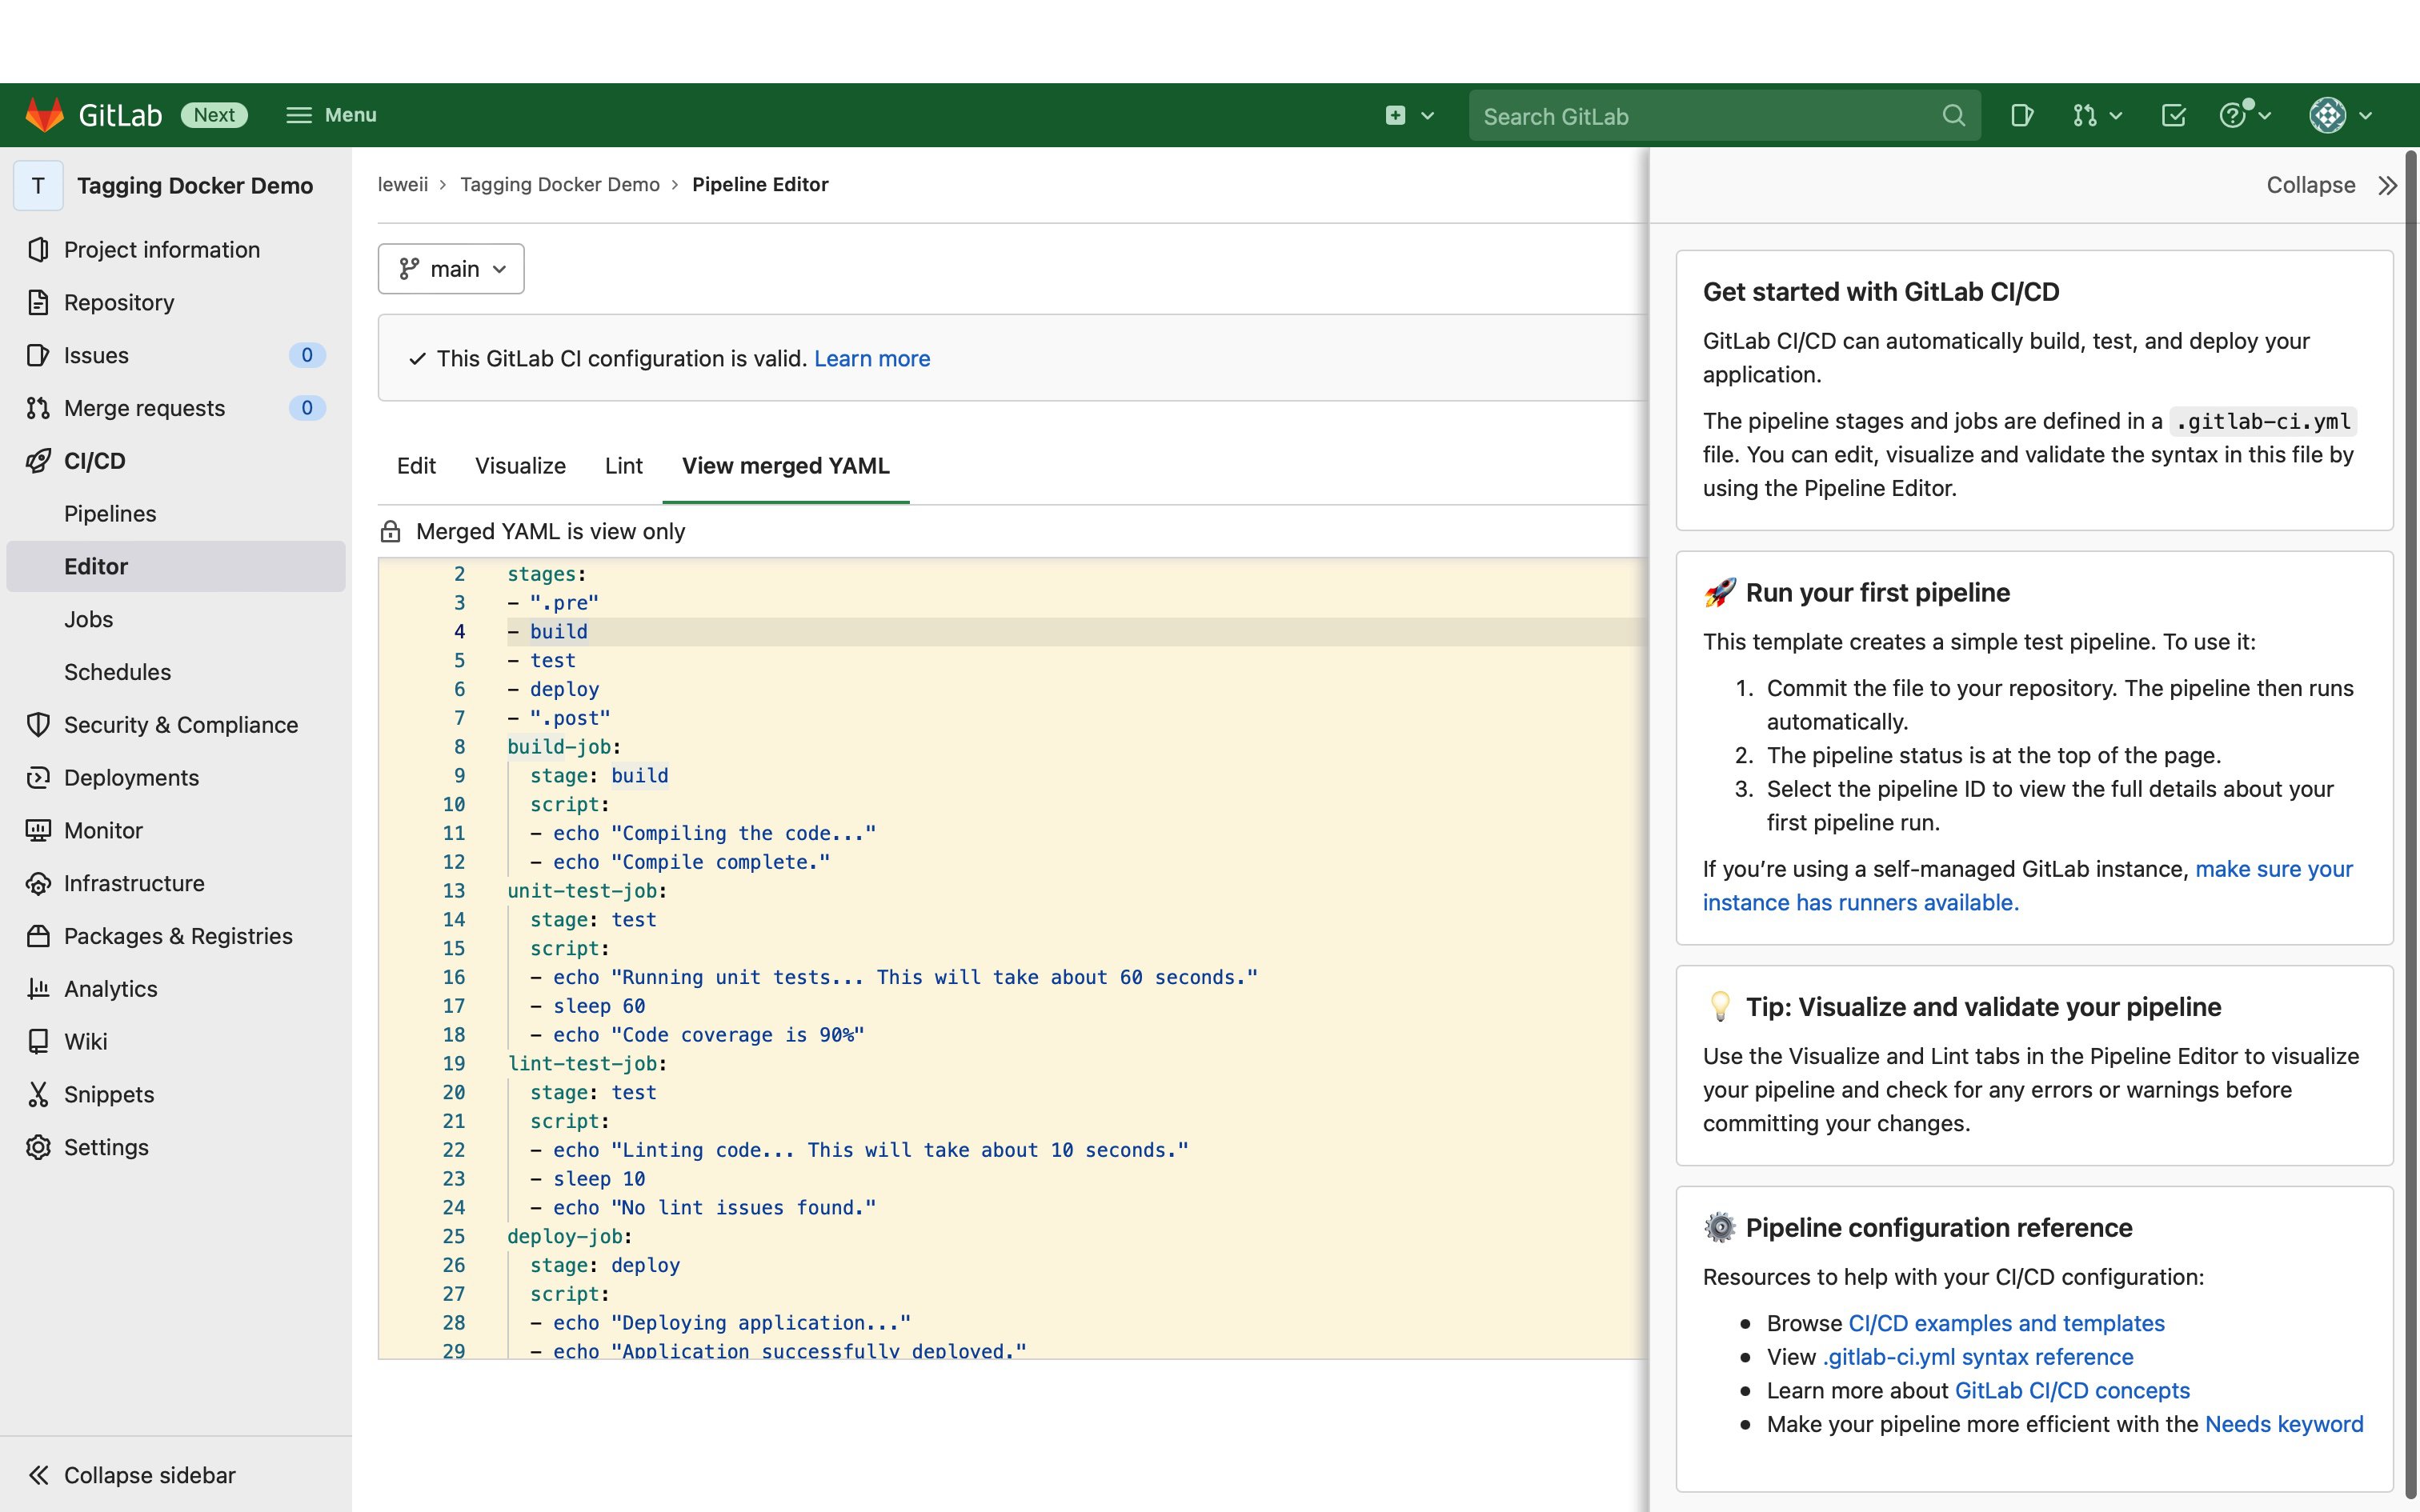 GitLab Next Menu Search GitLab
T Tagging Docker Demo
Project information
Repository
Issues 0
Merge requests 0
CI/CD
Pipelines
Editor
Jobs
Schedules
Security & Compliance
Deployments
Monitor
Infrastructure
Packages & Registries
Analytics
Wiki
Snippets
Settings
Collapse sidebar
leweii › Tagging Docker Demo › Pipeline Editor
main
✓ This GitLab CI configuration is valid. Learn more
Edit Visualize Lint View merged YAML
Merged YAML is view only
2 stages:
3 - ".pre"
4 - build
5 - test
6 - deploy
7 - ".post"
8 build-job:
9 stage: build
10 script:
11 - echo "Compiling the code..."
12 - echo "Compile complete."
13 unit-test-job:
14 stage: test
15 script:
16 - echo "Running unit tests... This will take about 60 seconds."
17 - sleep 60
18 - echo "Code coverage is 90%"
19 lint-test-job:
20 stage: test
21 script:
22 - echo "Linting code... This will take about 10 seconds."
23 - sleep 10
24 - echo "No lint issues found."
25 deploy-job:
26 stage: deploy
27 script:
28 - echo "Deploying application..."
29 - echo "Application successfully deployed."
Collapse
Get started with GitLab CI/CD
GitLab CI/CD can automatically build, test, and deploy your
application.
The pipeline stages and jobs are defined in a .gitlab-ci.yml
file. You can edit, visualize and validate the syntax in this file by
using the Pipeline Editor.
🚀 Run your first pipeline
This template creates a simple test pipeline. To use it:
1. Commit the file to your repository. The pipeline then runs
automatically.
2. The pipeline status is at the top of the page.
3. Select the pipeline ID to view the full details about your
first pipeline run.
If you’re using a self-managed GitLab instance, make sure your
instance has runners available.
💡 Tip: Visualize and validate your pipeline
Use the Visualize and Lint tabs in the Pipeline Editor to visualize
your pipeline and check for any errors or warnings before
committing your changes.
⚙️ Pipeline configuration reference
Resources to help with your CI/CD configuration:
• Browse CI/CD examples and templates
• View .gitlab-ci.yml syntax reference
• Learn more about GitLab CI/CD concepts
• Make your pipeline more efficient with the Needs keyword